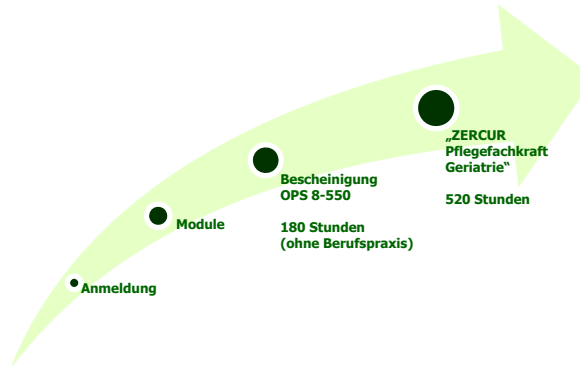 Anmeldung
Module
Bescheinigung
OPS 8-550
180 Stunden
(ohne Berufspraxis)
„ZERCUR
Pflegefachkraft
Geriatrie“
520 Stunden